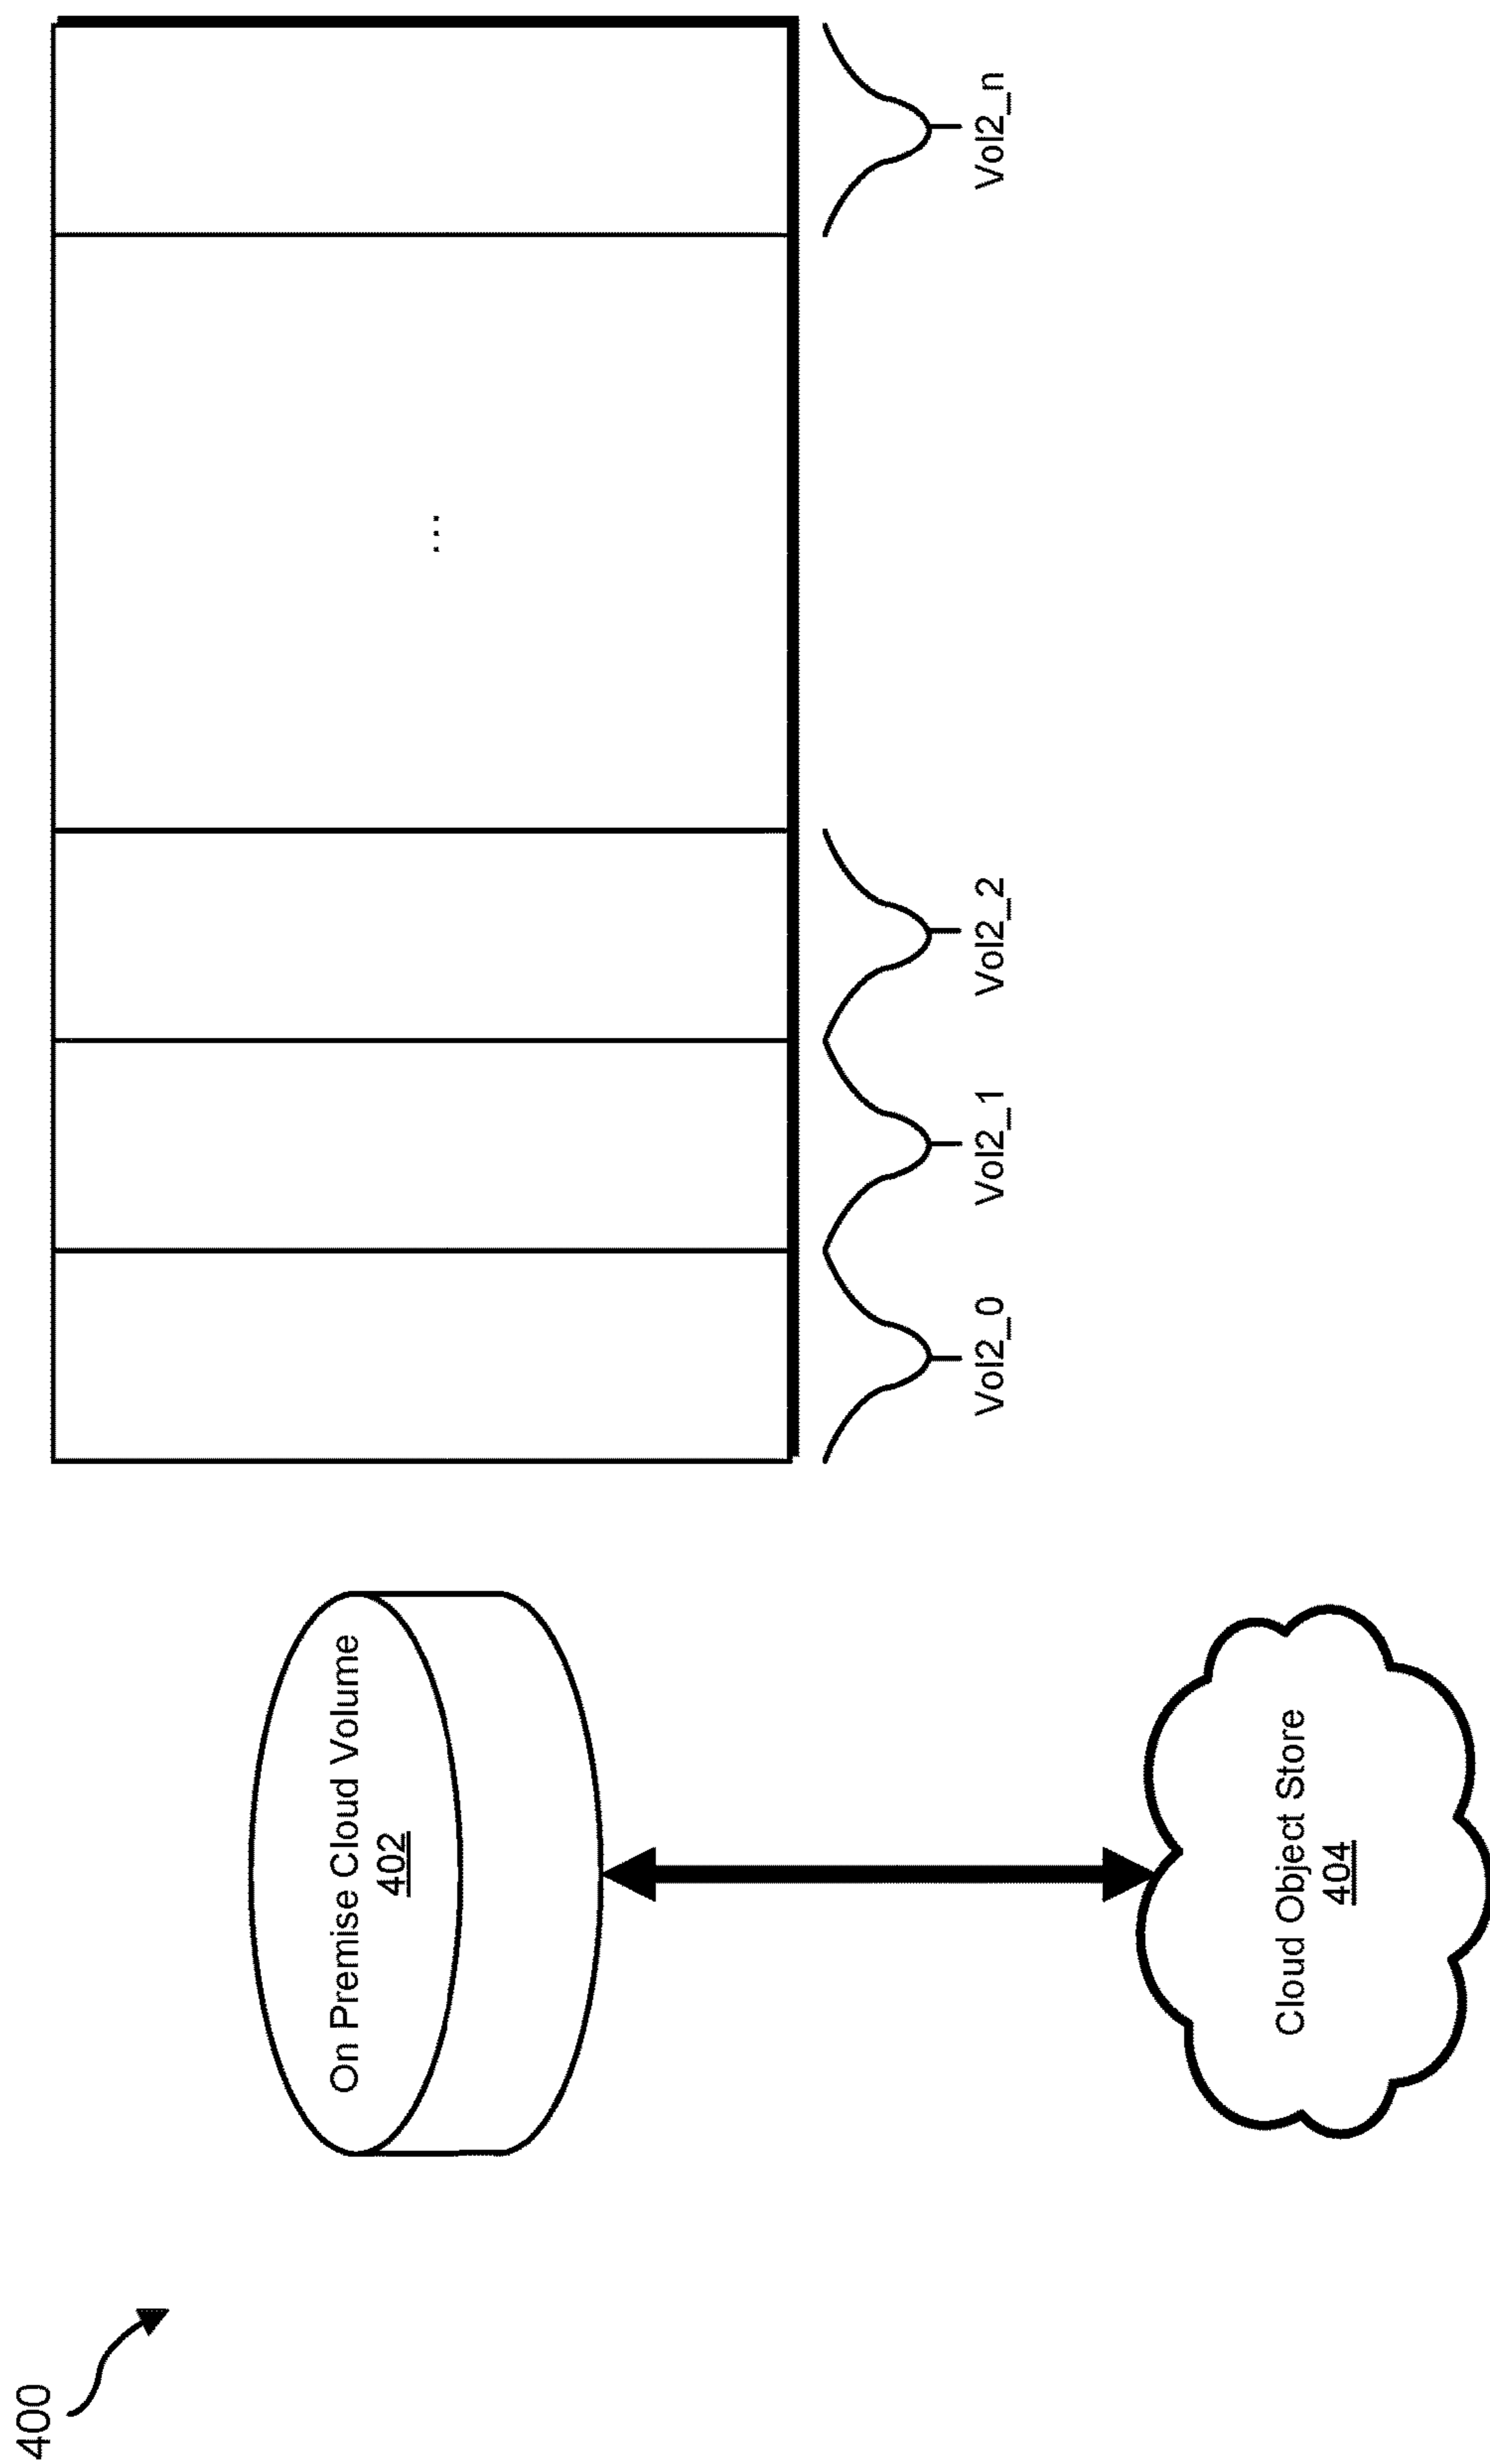 400
On Premise Cloud Volume
402
...
Vol2_0
Vol2_1
Vol2_2
Vol2_n
Cloud Object Store
404